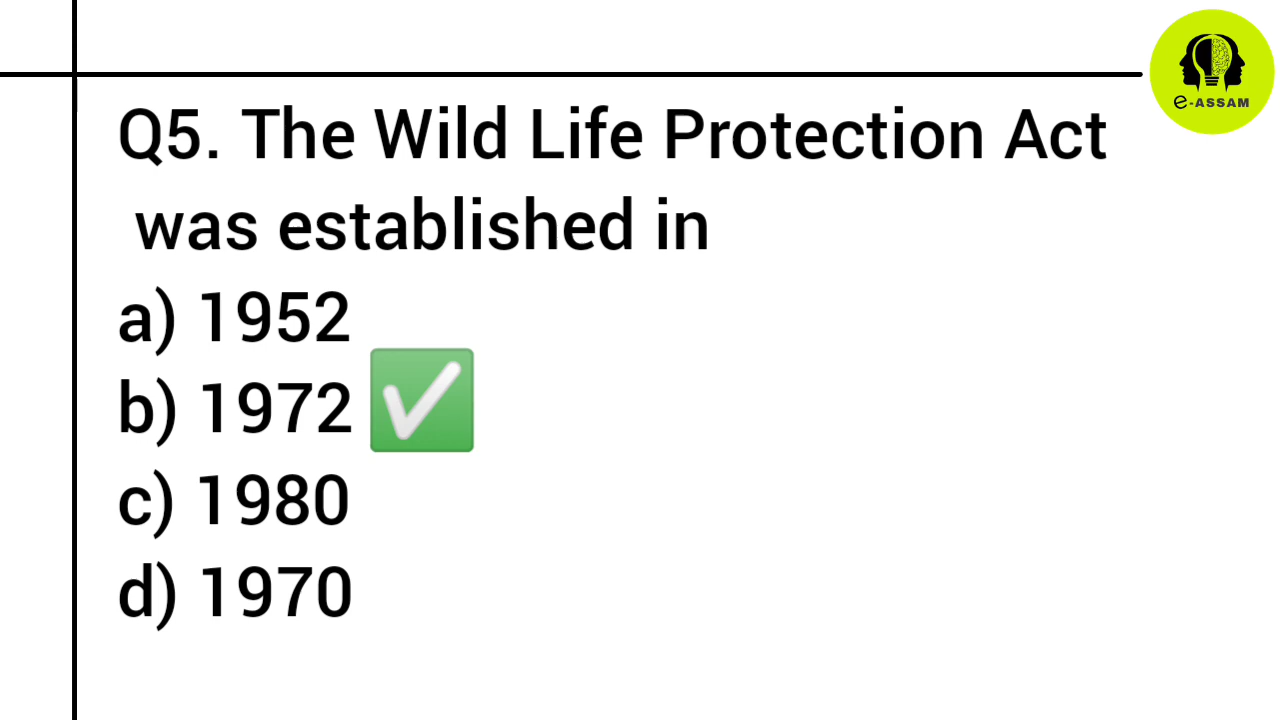 e-ASSAM
Q5. The Wild Life Protection Act
was established in
a) 1952
b) 1972 ✅
c) 1980
d) 1970